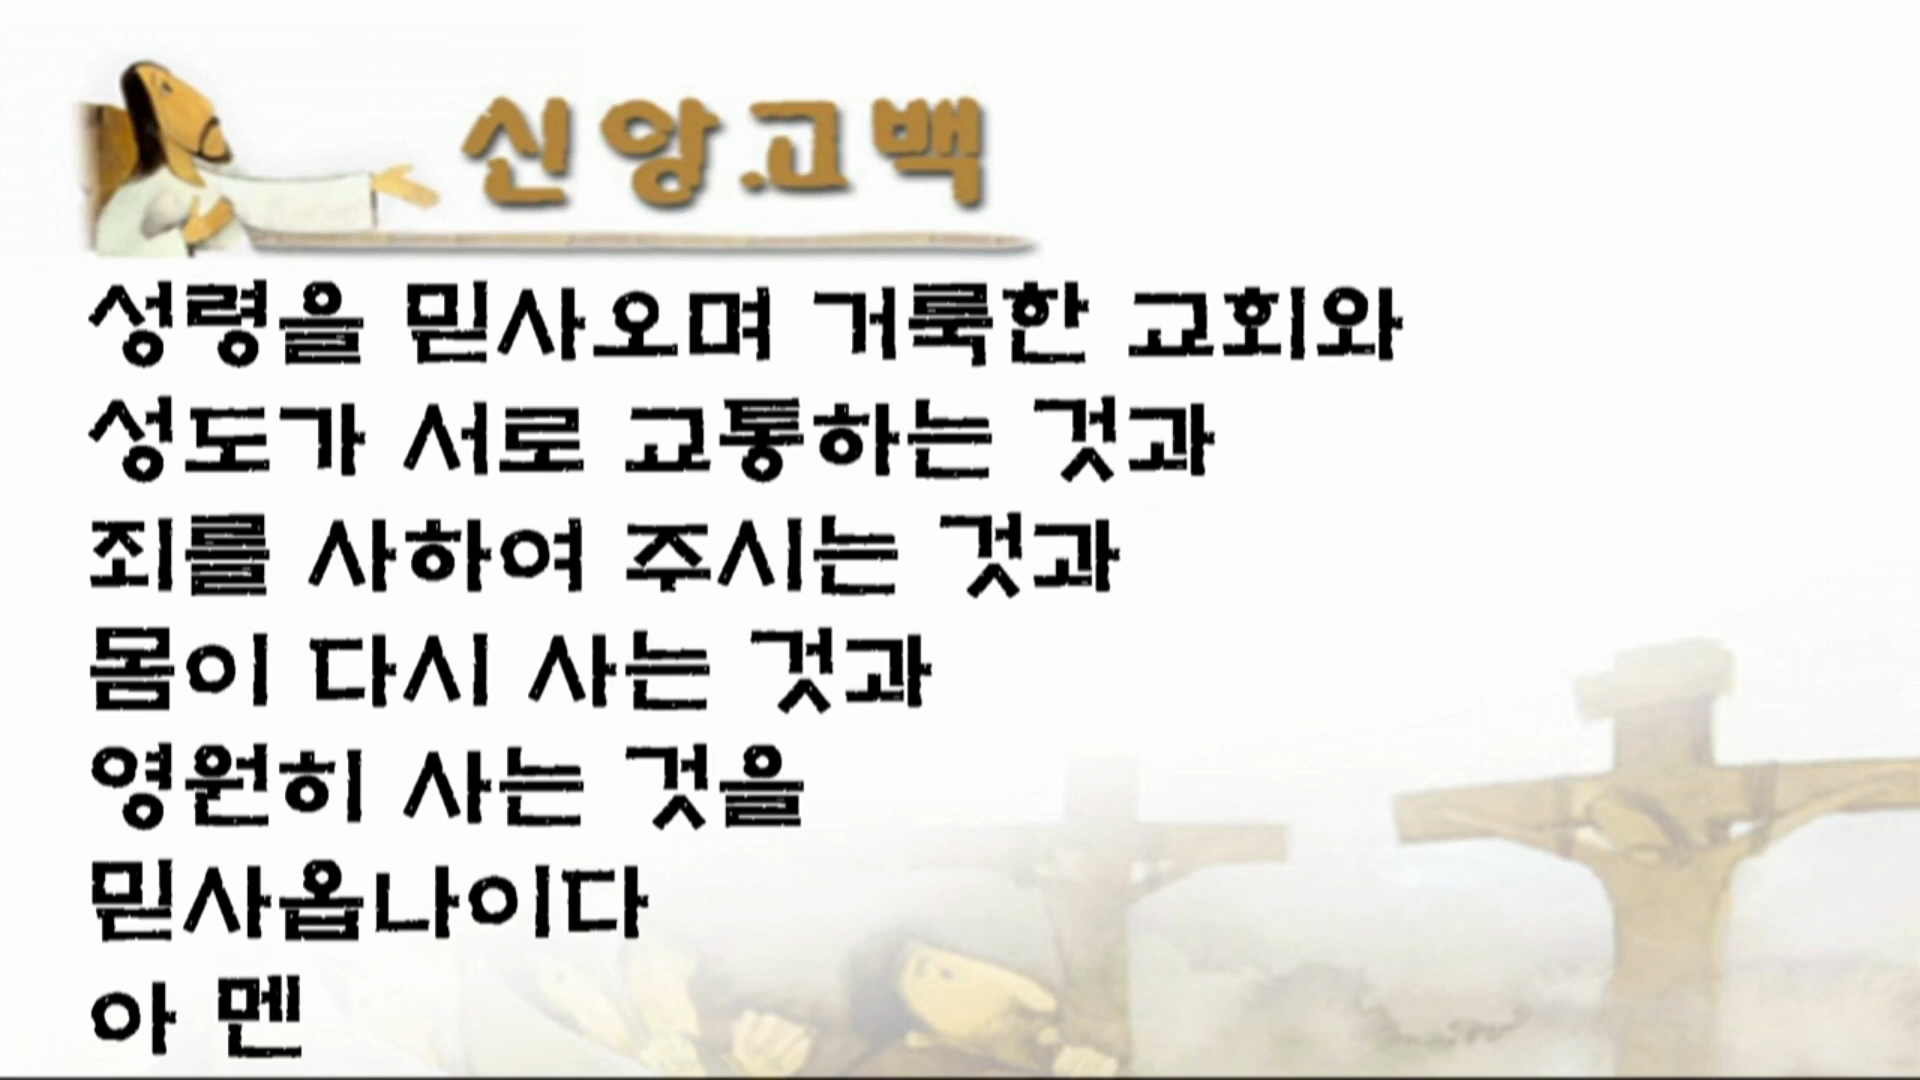 신앙.고백
성령을 믿사오며 거룩한 교회와
성도가 서로 교통하는 것과
죄를 사하여 주시는 것과
몸이 다시 사는 것과
영원히 사는 것을
믿사옵나이다
아 멘